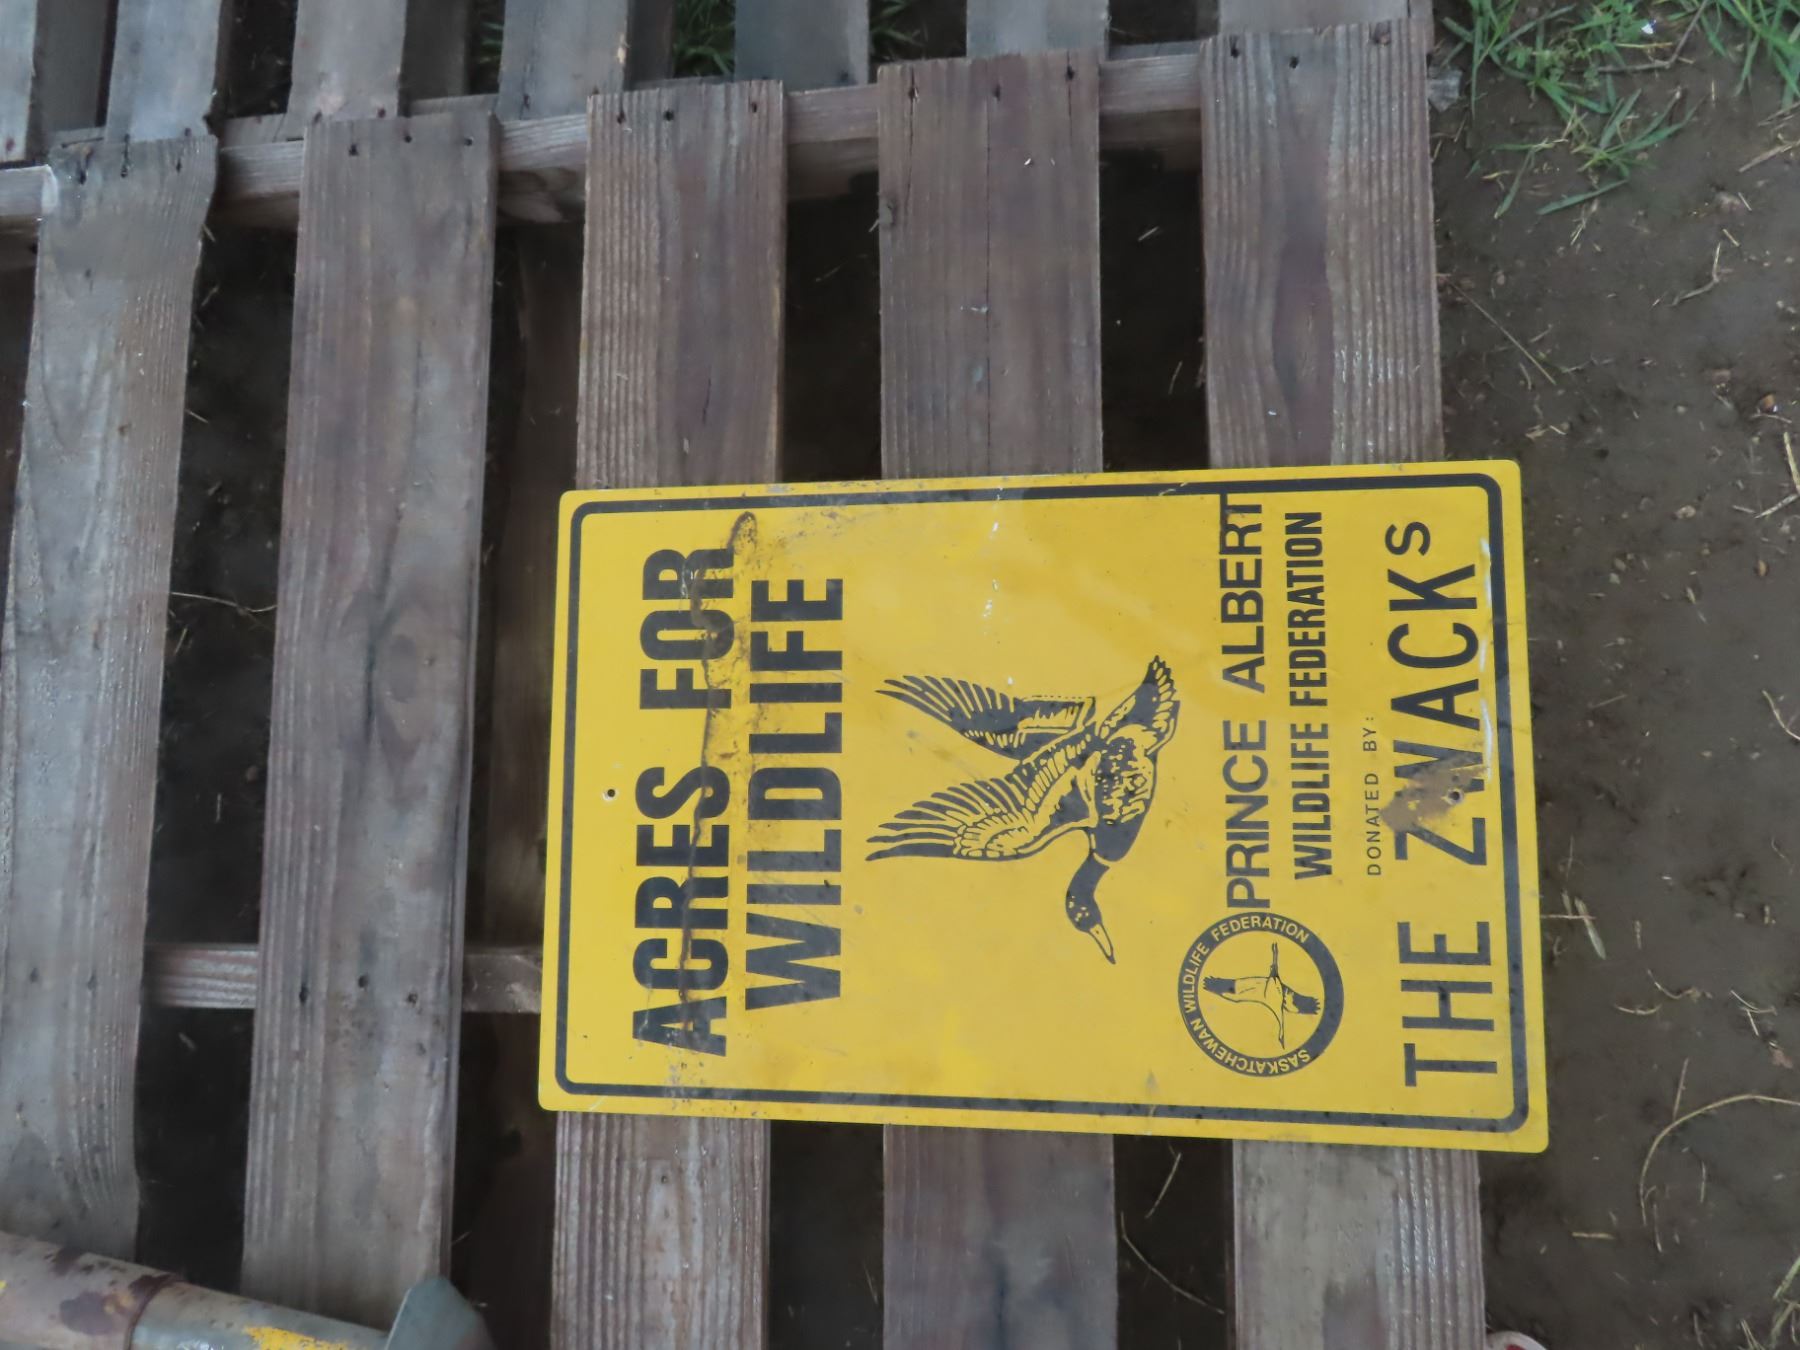 ACRES FOR
WILDLIFE
SASKATCHEWAN WILDLIFE FEDERATION
PRINCE ALBERT
WILDLIFE FEDERATION
DONATED BY:
THE ZWACKS